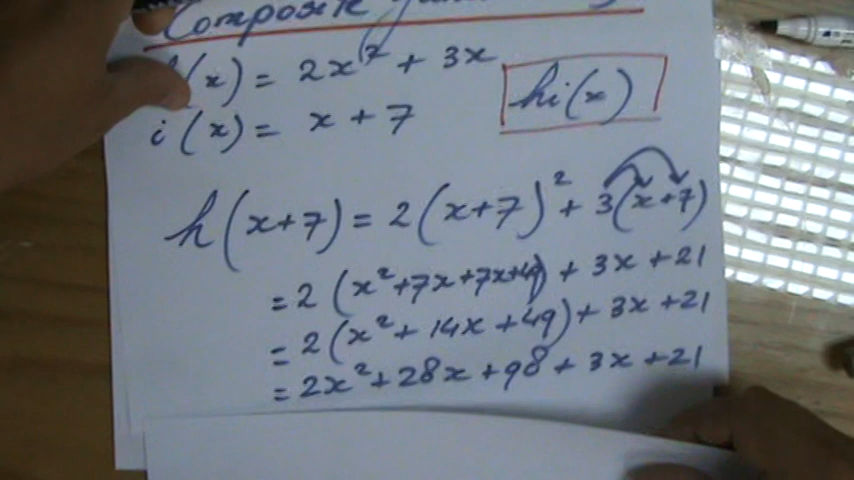 Composite
(x) = 2x² + 3x
i(x) = x + 7
hi(x)
h(x+7) = 2(x+7)² + 3(x+7)
= 2(x²+7x+7x+49) + 3x + 21
= 2(x² + 14x + 49) + 3x + 21
= 2x² + 28x + 98 + 3x + 21